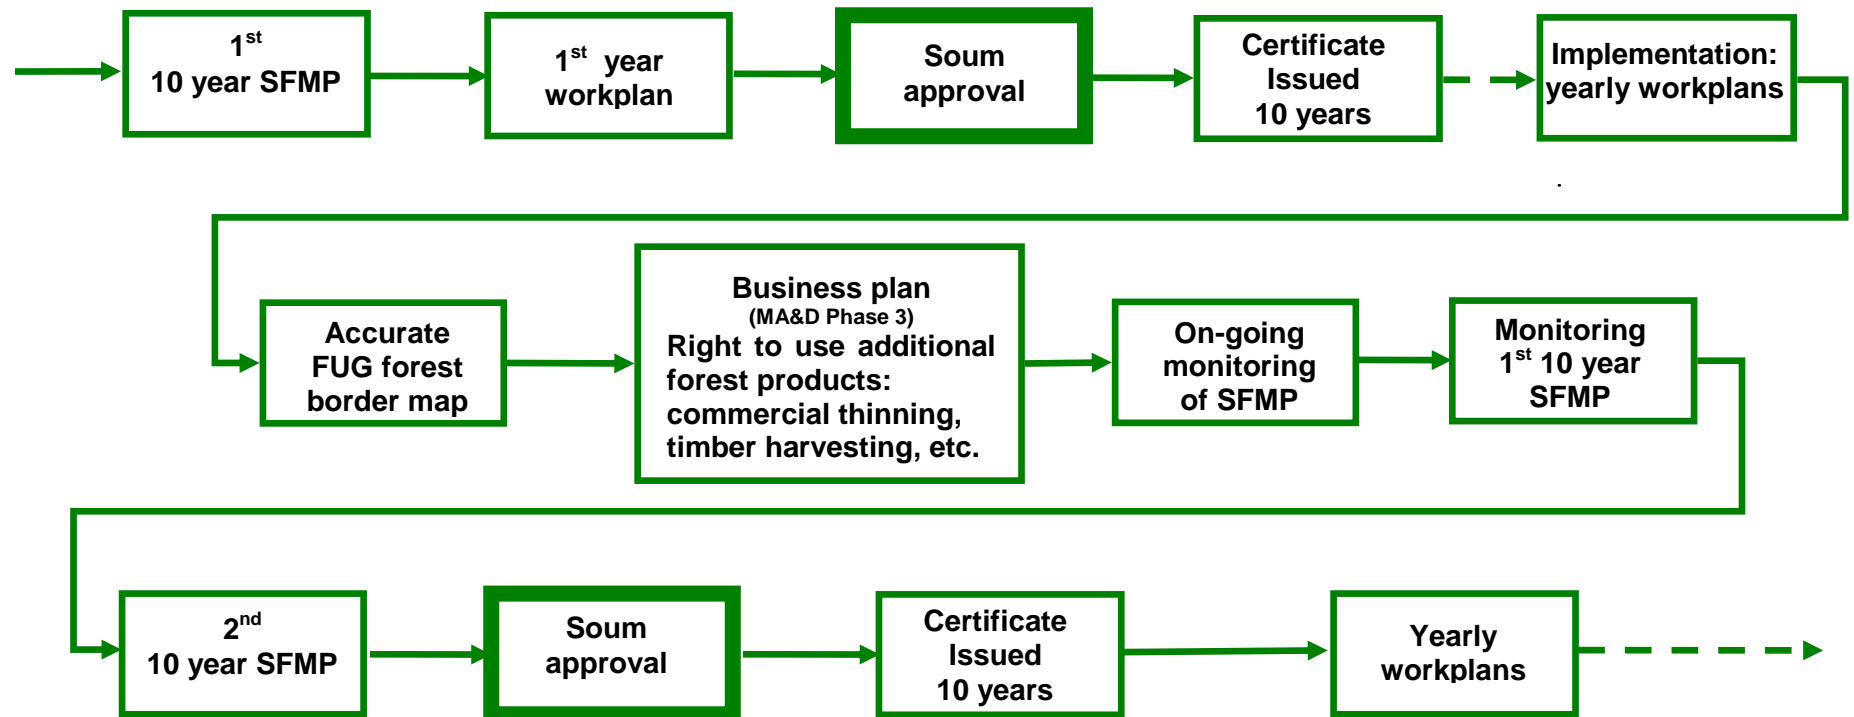 1st
10 year SFMP
1st year
workplan
Soum
approval
Certificate
Issued
10 years
Implementation:
yearly workplans
.
Accurate
FUG forest
border map
Business plan
(MA&D Phase 3)
Right to use additional
forest products:
commercial thinning,
timber harvesting, etc.
On-going
monitoring
of SFMP
Monitoring
1st 10 year
SFMP
2nd
10 year SFMP
Soum
approval
Certificate
Issued
10 years
Yearly
workplans